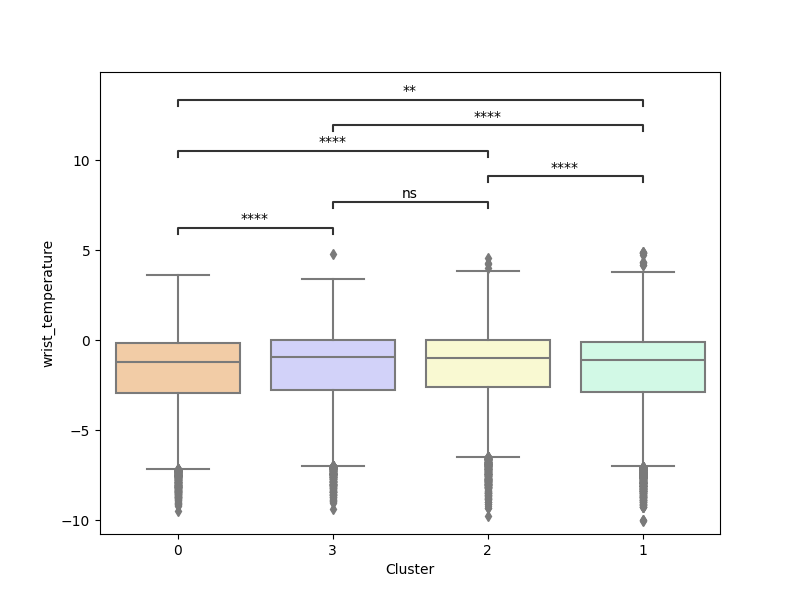 **
****
****
****
ns
****
10
5
0
−5
−10
wrist_temperature
0 3 2 1
Cluster